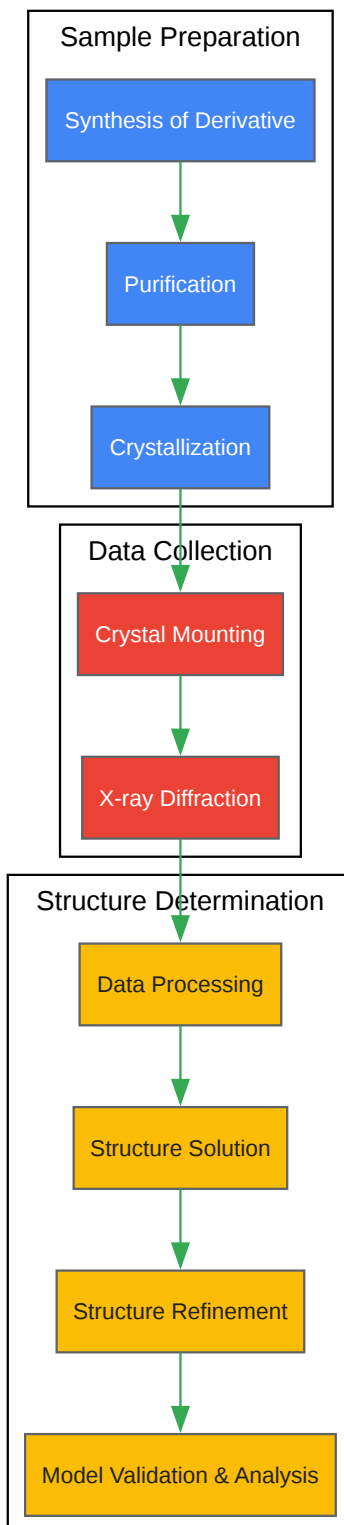 Sample Preparation
Synthesis of Derivative
Purification
Crystallization
Data Collection
Crystal Mounting
X-ray Diffraction
Structure Determination
Data Processing
Structure Solution
Structure Refinement
Model Validation & Analysis